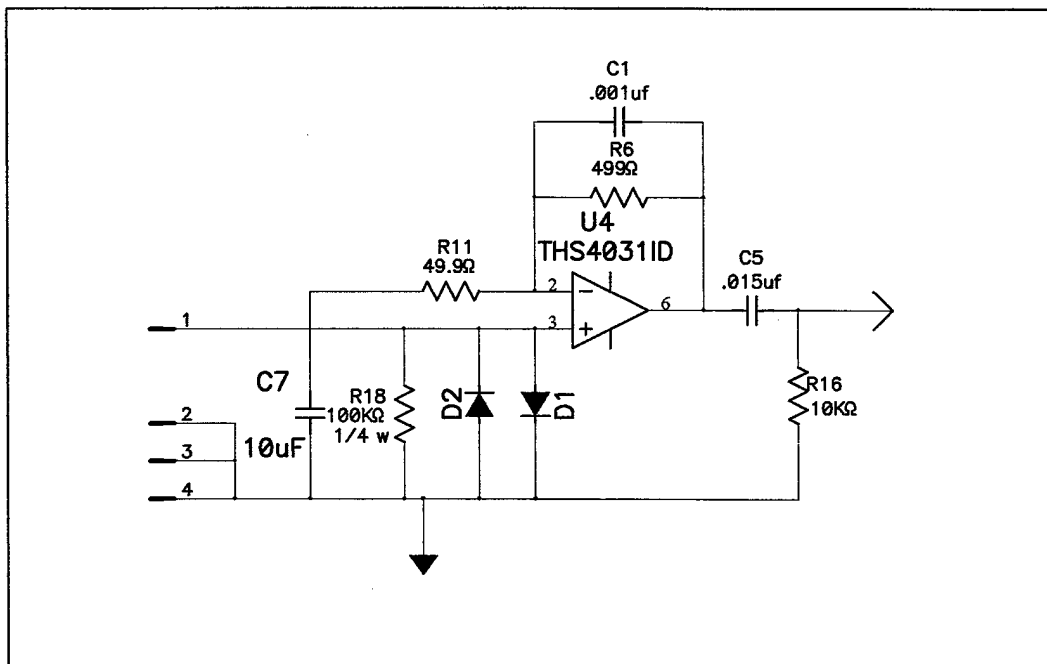 C1
.001uf
R6
499Ω
U4
THS4031ID
R11
49.9Ω
C5
.015uf
2
-
6
3
+
1
C7
R18
100KΩ
1/4 w
D2
D1
R16
10KΩ
2
10uF
3
4